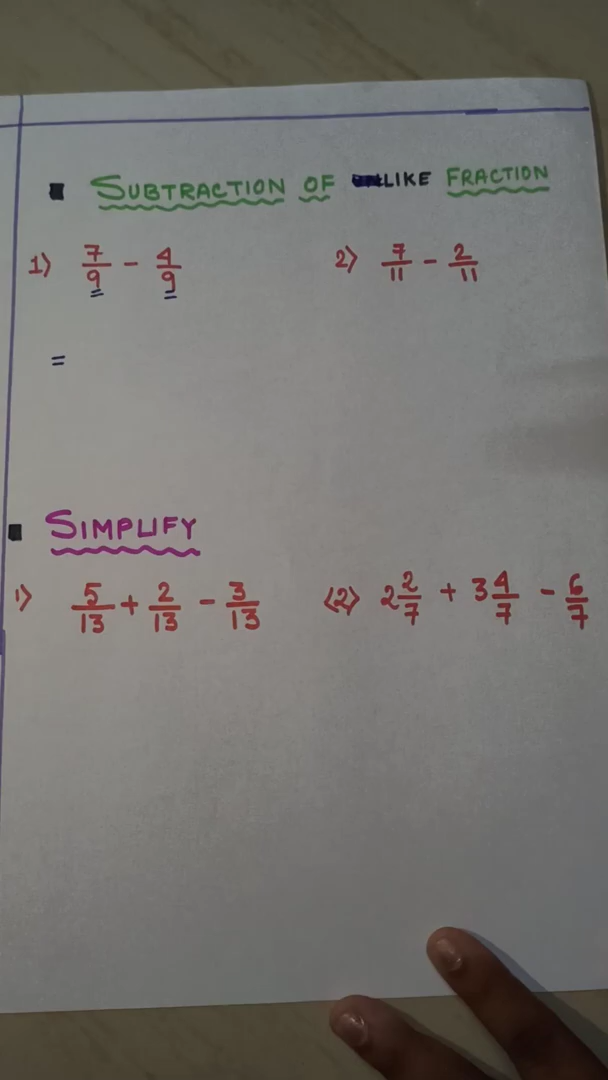 ▪ SUBTRACTION OF LIKE FRACTION
1) 7/9 - 4/9 2) 7/11 - 2/11
=
▪ SIMPLIFY
1) 5/13 + 2/13 - 3/13 (2) 2 2/7 + 3 4/7 - 6/7